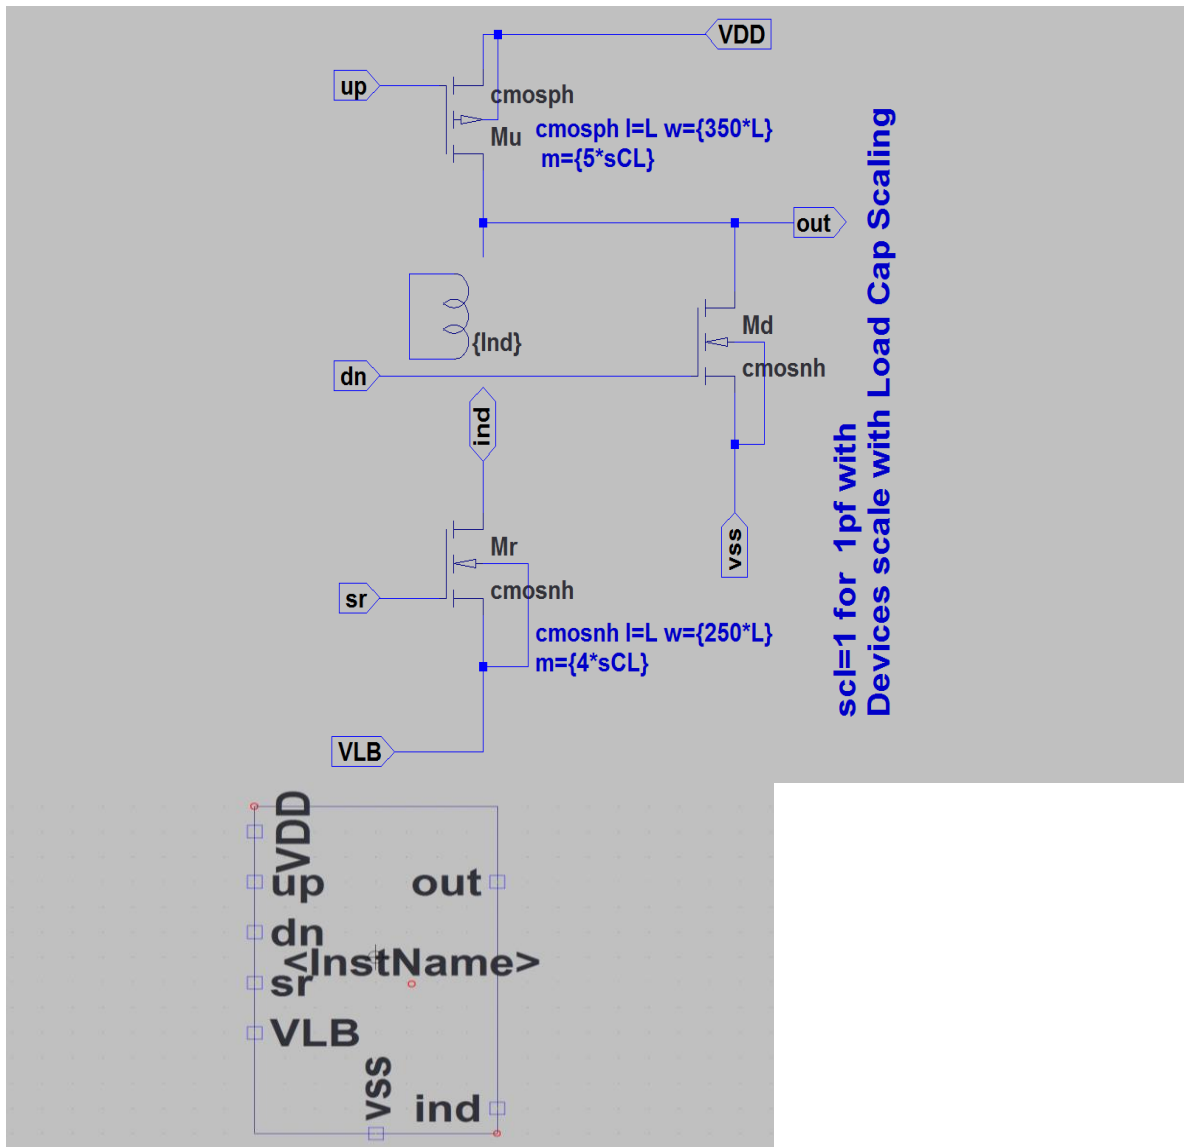 VDD
up
cmosph
Mu
cmosph l=L w={350*L}
m={5*sCL}
out
{Ind}
Md
cmosnh
dn
ind
Mr
cmosnh
sr
cmosnh l=L w={250*L}
m={4*sCL}
vss
VLB
scl=1 for 1pf with
Devices scale with Load Cap Scaling
VDD
up
out
dn
<InstName>
sr
VLB
vss
ind